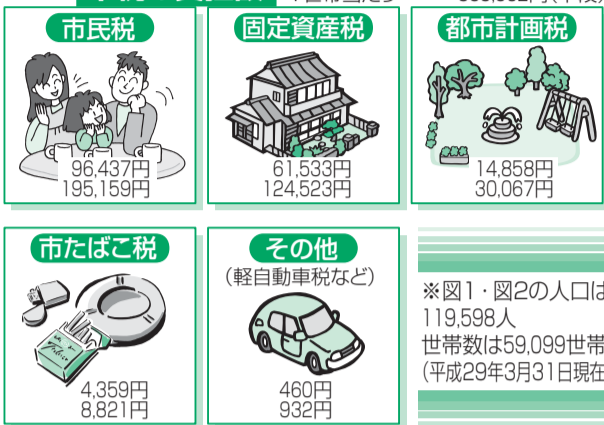 市民税
96,437円
195,159円
固定資産税
61,533円
124,523円
都市計画税
14,858円
30,067円
市たばこ税
4,359円
8,821円
その他
(軽自動車税など)
460円
932円
※図1・図2の人口は
119,598人
世帯数は59,099世帯
(平成29年3月31日現在